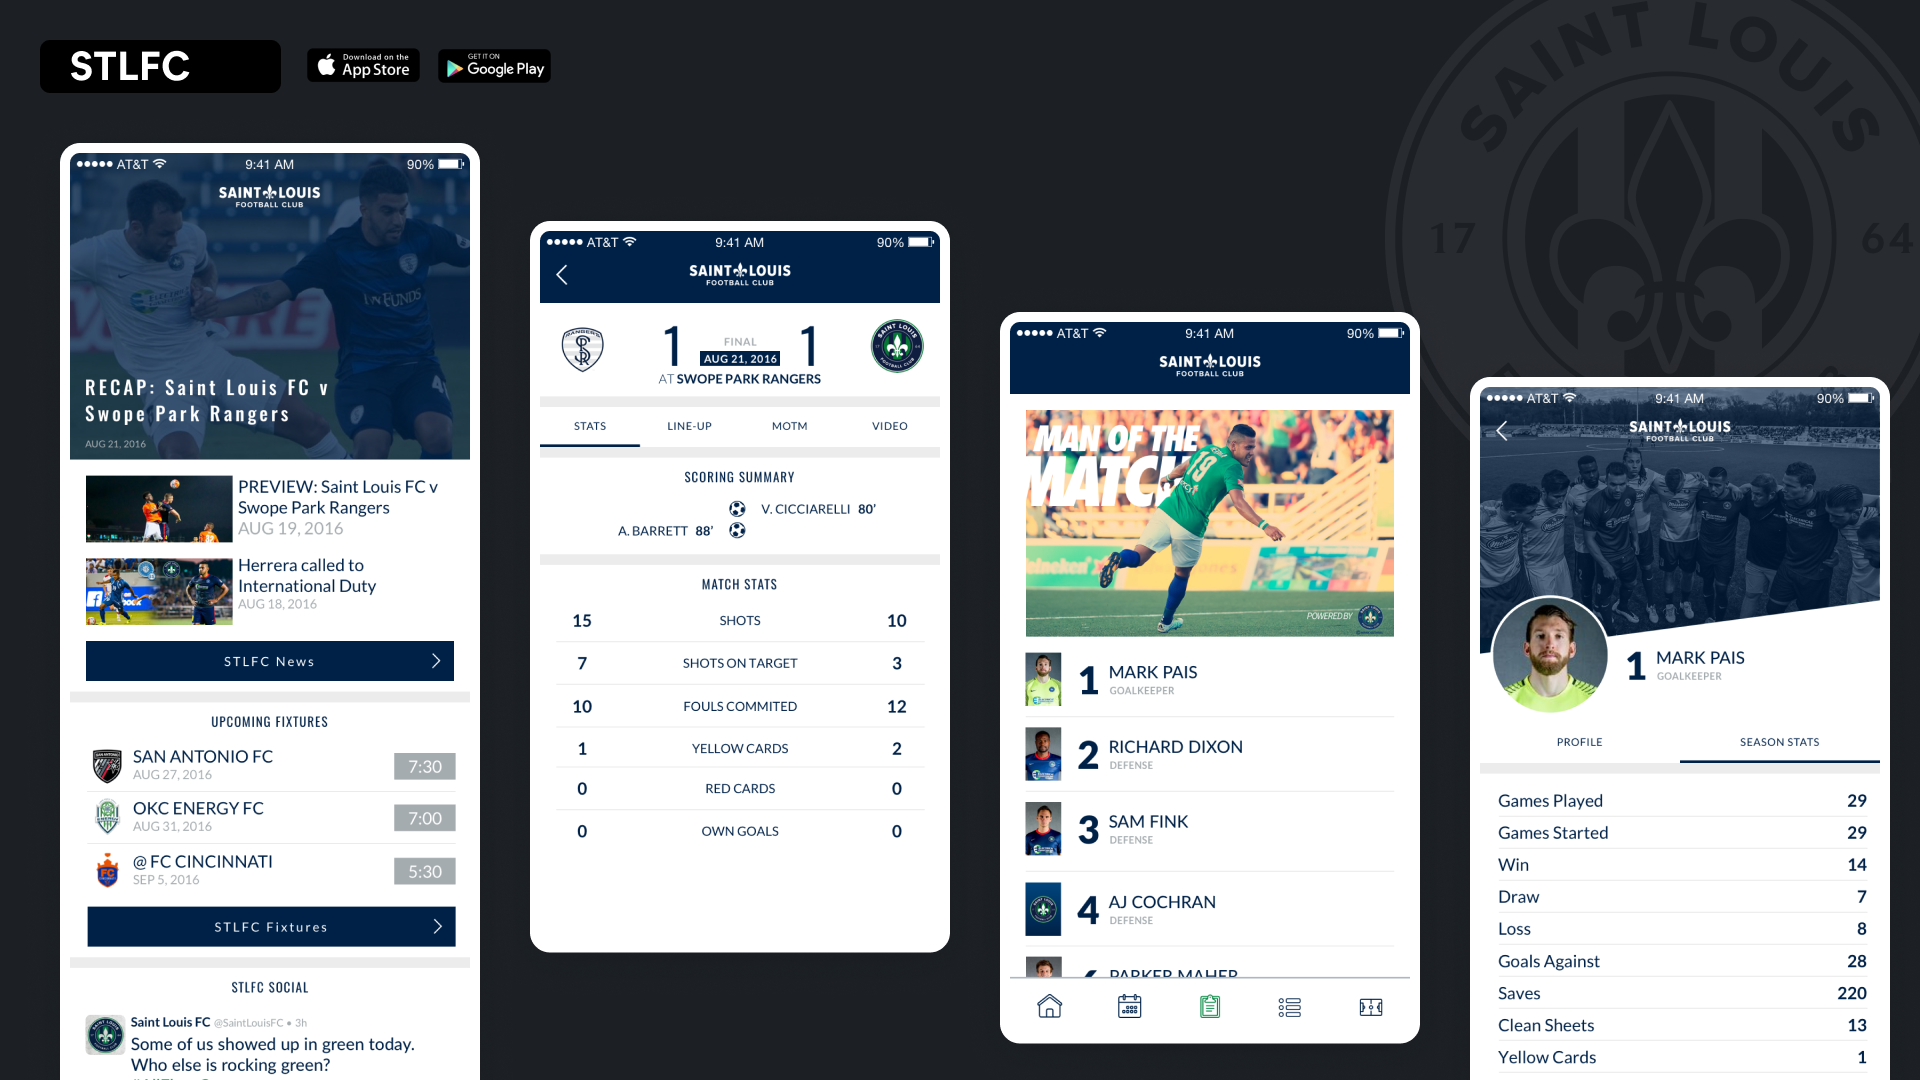 STLFC
Download on the
App Store
GET IT ON
Google Play
SAINT LOUIS
17
64
AT&T
9:41 AM
90%
SAINT LOUIS
FOOTBALL CLUB
RECAP: Saint Louis FC v
Swope Park Rangers
AUG 21, 2016
PREVIEW: Saint Louis FC v
Swope Park Rangers
AUG 19, 2016
Herrera called to
International Duty
AUG 18, 2016
STLFC News
UPCOMING FIXTURES
SAN ANTONIO FC
AUG 27, 2016
7:30
OKC ENERGY FC
AUG 31, 2016
7:00
@ FC CINCINNATI
SEP 5, 2016
5:30
STLFC Fixtures
STLFC SOCIAL
Saint Louis FC @SaintLouisFC • 3h
Some of us showed up in green today.
Who else is rocking green?
AT&T
9:41 AM
90%
SAINT LOUIS
FOOTBALL CLUB
1 FINAL 1
AUG 21, 2016
AT SWOPE PARK RANGERS
STATS LINE-UP MOTM VIDEO
SCORING SUMMARY
V. CICCIARELLI 80'
A. BARRETT 88'
MATCH STATS
15 SHOTS 10
7 SHOTS ON TARGET 3
10 FOULS COMMITED 12
1 YELLOW CARDS 2
0 RED CARDS 0
0 OWN GOALS 0
AT&T
9:41 AM
90%
SAINT LOUIS
FOOTBALL CLUB
MAN OF THE
MATCH
19
POWERED BY
1 MARK PAIS
GOALKEEPER
2 RICHARD DIXON
DEFENSE
3 SAM FINK
DEFENSE
4 AJ COCHRAN
DEFENSE
PARKER MAHER
AT&T
9:41 AM
90%
SAINT LOUIS
FOOTBALL CLUB
1 MARK PAIS
GOALKEEPER
PROFILE SEASON STATS
Games Played 29
Games Started 29
Win 14
Draw 7
Loss 8
Goals Against 28
Saves 220
Clean Sheets 13
Yellow Cards 1